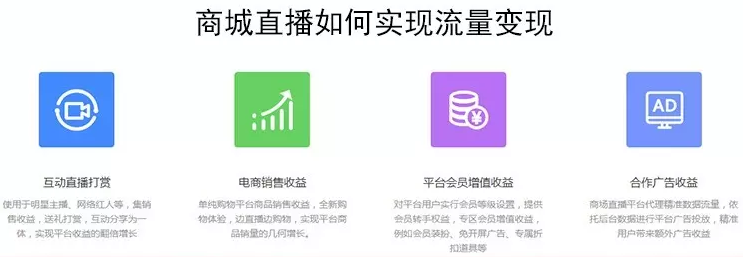 商城直播如何实现流量变现
AD
互动直播打赏
电商销售收益
平台会员增值收益
合作广告收益
使用于明星主播、网络红人等，集销
售收益，送礼打赏，互动分享为一
体，实现平台收益的翻倍增长
单纯购物平台商品销售收益，全新购
物体验，边直播边购物，实现平台商
品销量的几何增长。
对平台用户实行会员等级设置，提供
会员转手权益，专区会员增值收益，
例如会员装扮、免开屏广告、专属折
扣道具等
商场直播平台代理精准数据流量，依
托后台数据进行平台广告投放，精准
用户带来额外广告收益